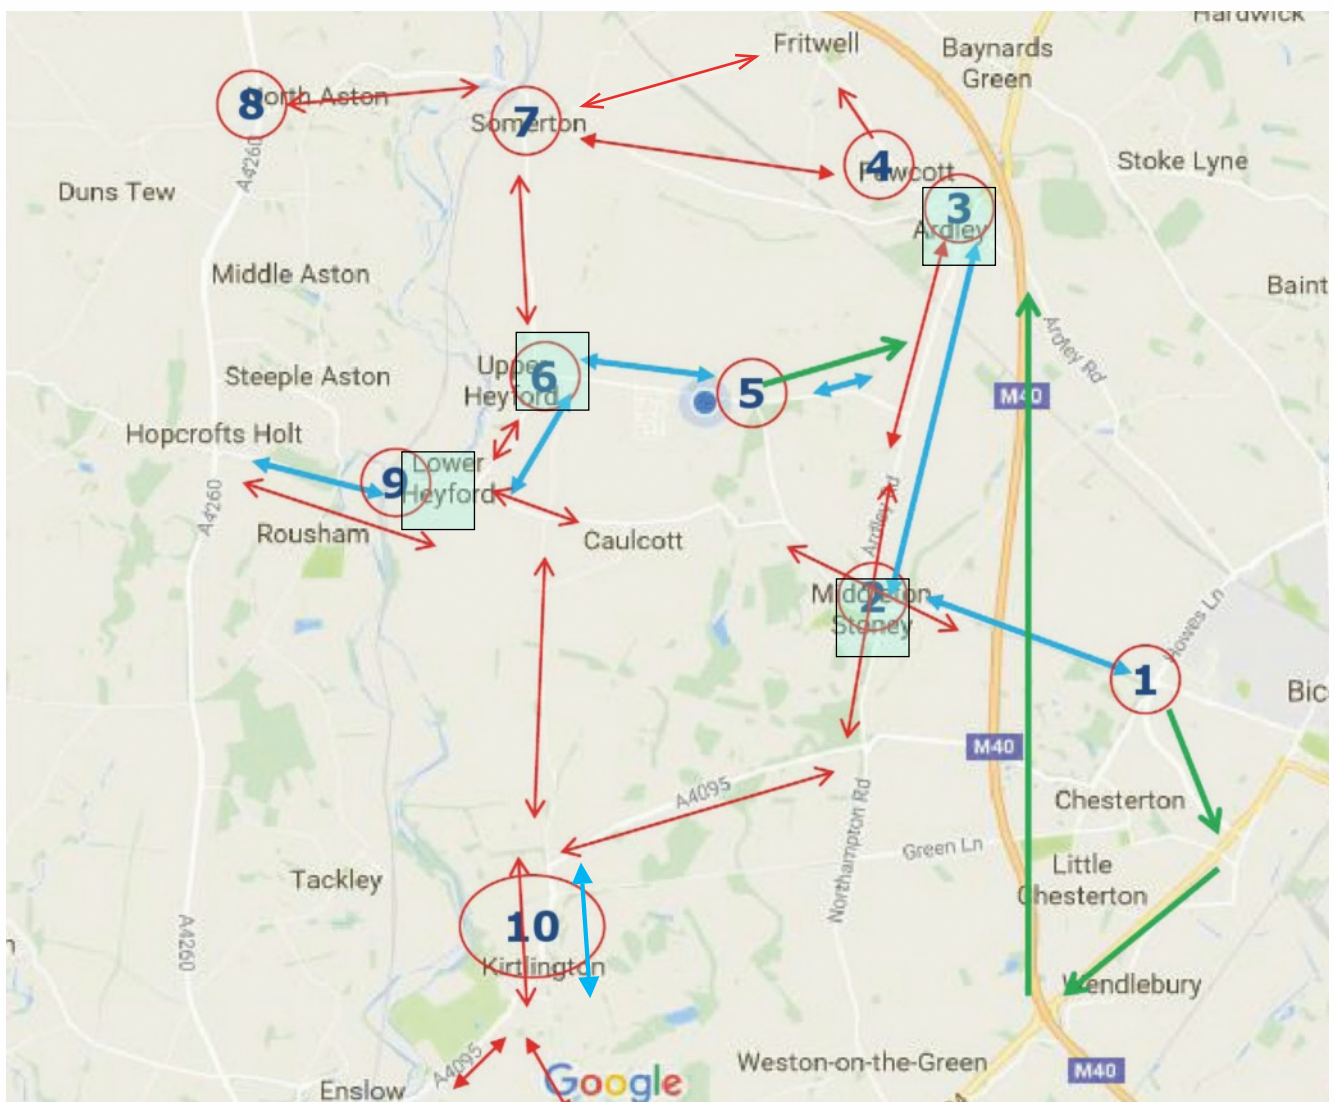 Hardwick
Fritwell
Baynards
Green
8
North Aston
7
Somerton
4
Fewcott
Stoke Lyne
A4260
Duns Tew
3
Ardley
Middle Aston
Baint
Ardley Rd
Upper
Heyford
6
Steeple Aston
5
M40
Hopcrofts Holt
9
Lower
Heyford
A4260
Rousham
Caulcott
Ardley Rd
Middleton
Stoney
2
Howes Ln
1
Bic
M40
A4095
Chesterton
Northampton Rd
Green Ln
Little
Chesterton
Tackley
A4260
10
Kirtlington
Wendlebury
A4095
Weston-on-the-Green
M40
Enslow
Google